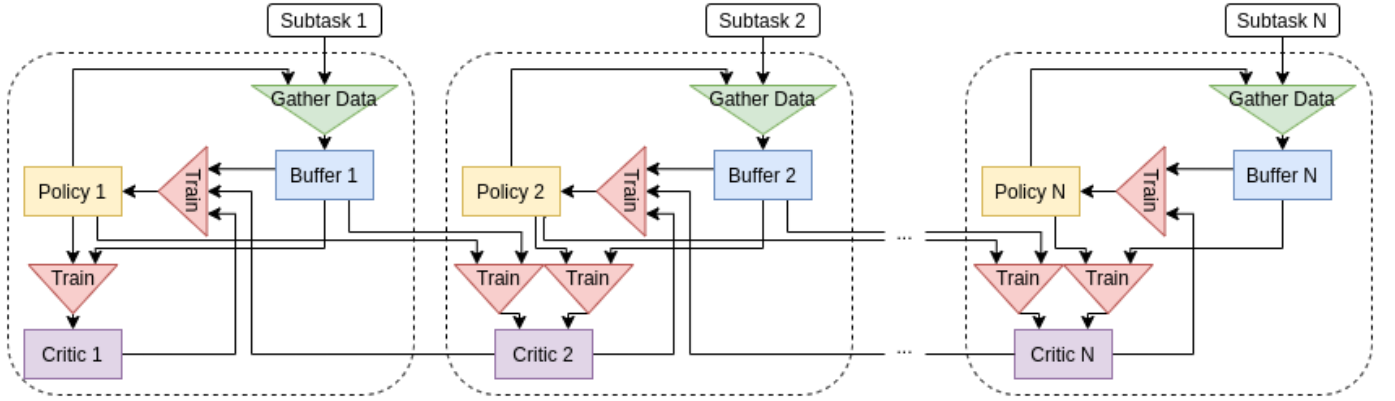 Subtask 1
Subtask 2
Subtask N
Gather Data
Gather Data
Gather Data
Policy 1
Train
Buffer 1
Policy 2
Train
Buffer 2
Policy N
Train
Buffer N
...
Train
Train
Train
Train
Train
Critic 1
Critic 2
...
Critic N